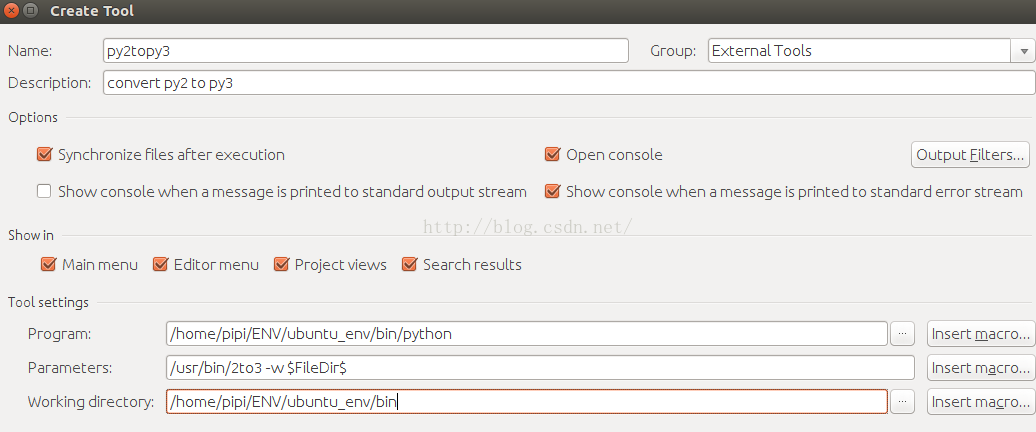 Create Tool
Name: py2topy3 Group: External Tools
Description: convert py2 to py3
Options
Synchronize files after execution Open console Output Filters...
Show console when a message is printed to standard output stream Show console when a message is printed to standard error stream
http://blog.csdn.net/
Show in
Main menu Editor menu Project views Search results
Tool settings
Program: /home/pipi/ENV/ubuntu_env/bin/python ... Insert macro...
Parameters: /usr/bin/2to3 -w $FileDir$ Insert macro...
Working directory: /home/pipi/ENV/ubuntu_env/bin ... Insert macro...